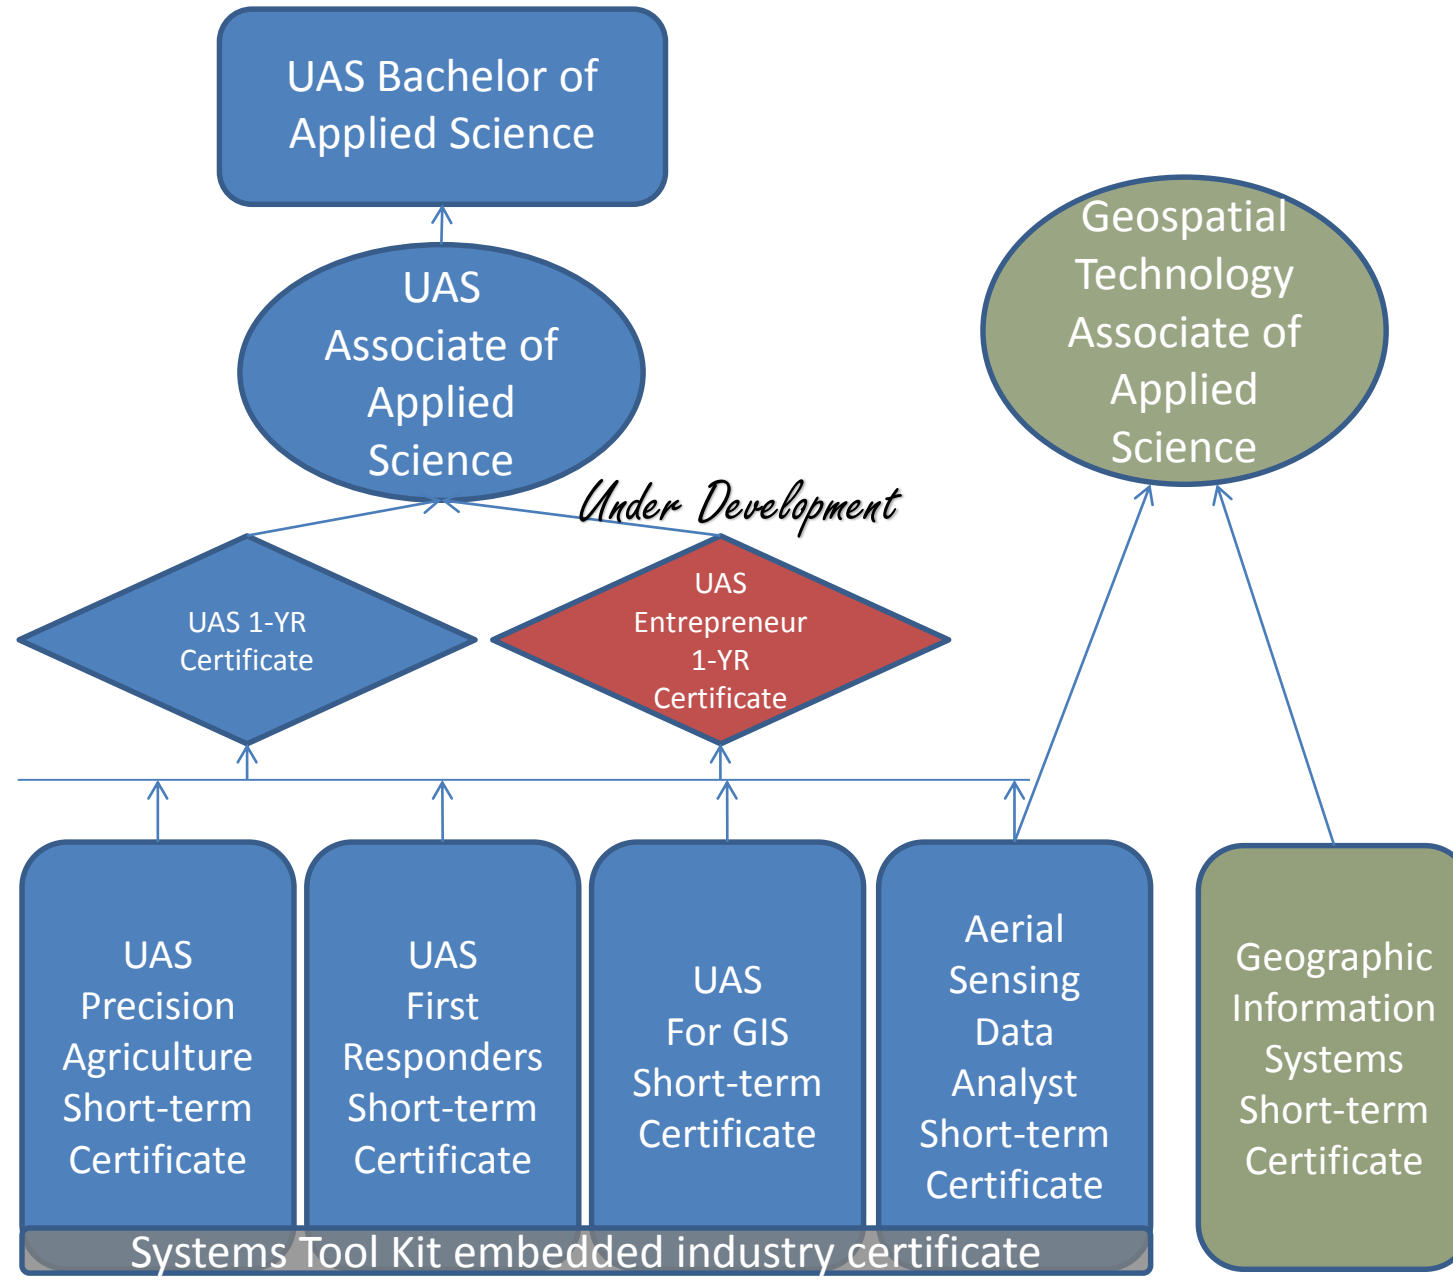 UAS Bachelor of
Applied Science
UAS
Associate of
Applied
Science
Geospatial
Technology
Associate of
Applied
Science
Under Development
UAS 1-YR
Certificate
UAS
Entrepreneur
1-YR
Certificate
UAS
Precision
Agriculture
Short-term
Certificate
UAS
First
Responders
Short-term
Certificate
UAS
For GIS
Short-term
Certificate
Aerial
Sensing
Data
Analyst
Short-term
Certificate
Geographic
Information
Systems
Short-term
Certificate
Systems Tool Kit embedded industry certificate